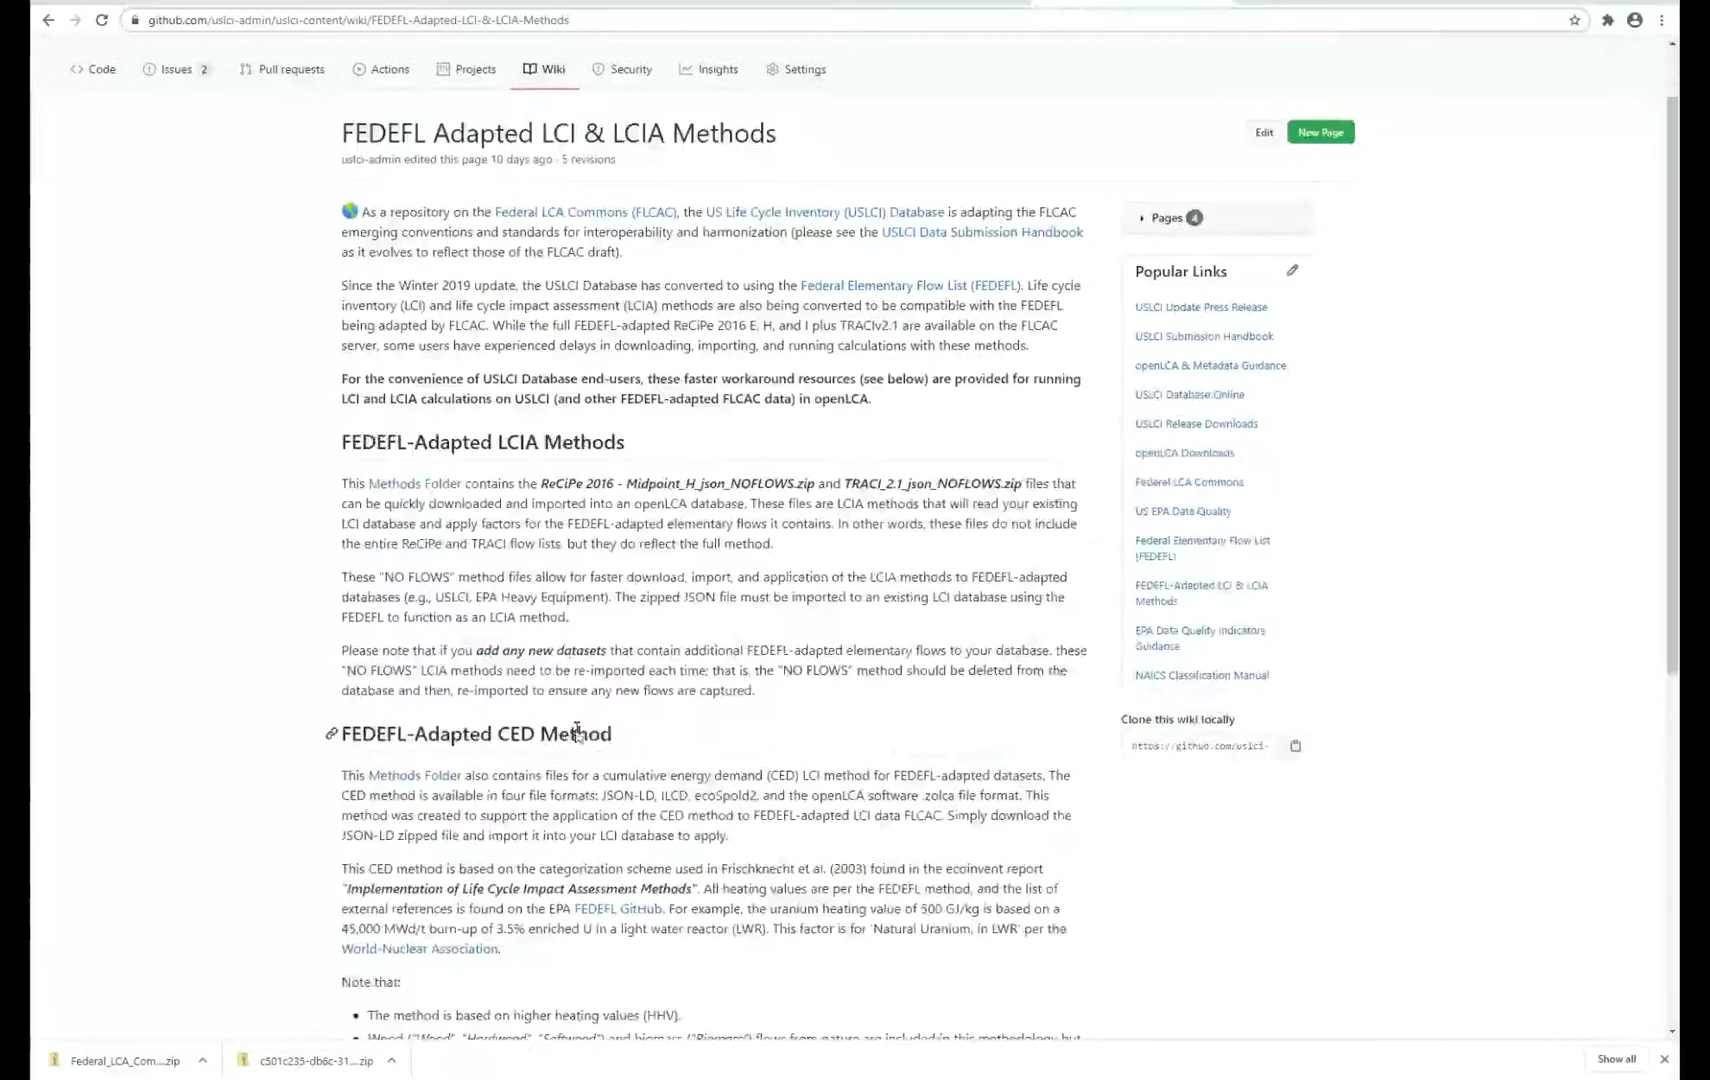 github.com/uslci-admin/uslci-content/wiki/FEDEFL-Adapted-LCI-&-LCIA-Methods
Code
Issues 2
Pull requests
Actions
Projects
Wiki
Security
Insights
Settings
FEDEFL Adapted LCI & LCIA Methods
Edit
New Page
uslci-admin edited this page 10 days ago · 5 revisions
As a repository on the Federal LCA Commons (FLCAC), the US Life Cycle Inventory (USLCI) Database is adapting the FLCAC
emerging conventions and standards for interoperability and harmonization (please see the USLCI Data Submission Handbook
as it evolves to reflect those of the FLCAC draft).
Since the Winter 2019 update, the USLCI Database has converted to using the Federal Elementary Flow List (FEDEFL). Life cycle
inventory (LCI) and life cycle impact assessment (LCIA) methods are also being converted to be compatible with the FEDEFL
being adapted by FLCAC. While the full FEDEFL-adapted ReCiPe 2016 E, H, and I plus TRACIv2.1 are available on the FLCAC
server, some users have experienced delays in downloading, importing, and running calculations with these methods.
For the convenience of USLCI Database end-users, these faster workaround resources (see below) are provided for running
LCI and LCIA calculations on USLCI (and other FEDEFL-adapted FLCAC data) in openLCA.
FEDEFL-Adapted LCIA Methods
This Methods Folder contains the ReCiPe 2016 - Midpoint_H_json_NOFLOWS.zip and TRACI_2.1_json_NOFLOWS.zip files that
can be quickly downloaded and imported into an openLCA database. These files are LCIA methods that will read your existing
LCI database and apply factors for the FEDEFL-adapted elementary flows it contains. In other words, these files do not include
the entire ReCiPe and TRACI flow lists, but they do reflect the full method.
These "NO FLOWS" method files allow for faster download, import, and application of the LCIA methods to FEDEFL-adapted
databases (e.g., USLCI, EPA Heavy Equipment). The zipped JSON file must be imported to an existing LCI database using the
FEDEFL to function as an LCIA method.
Please note that if you add any new datasets that contain additional FEDEFL-adapted elementary flows to your database, these
"NO FLOWS" LCIA methods need to be re-imported each time; that is, the "NO FLOWS" method should be deleted from the
database and then, re-imported to ensure any new flows are captured.
FEDEFL-Adapted CED Method
This Methods Folder also contains files for a cumulative energy demand (CED) LCI method for FEDEFL-adapted datasets. The
CED method is available in four file formats: JSON-LD, ILCD, ecoSpold2, and the openLCA software .zolca file format. This
method was created to support the application of the CED method to FEDEFL-adapted LCI data FLCAC. Simply download the
JSON-LD zipped file and import it into your LCI database to apply.
This CED method is based on the categorization scheme used in Frischknecht et al. (2003) found in the ecoinvent report
"Implementation of Life Cycle Impact Assessment Methods". All heating values are per the FEDEFL method, and the list of
external references is found on the EPA FEDEFL GitHub. For example, the uranium heating value of 500 GJ/kg is based on a
45,000 MWd/t burn-up of 3.5% enriched U in a light water reactor (LWR). This factor is for 'Natural Uranium, in LWR' per the
World-Nuclear Association.
Note that:
• The method is based on higher heating values (HHV).
• Wood ("Wood", "Hardwood", "Softwood") and biomass ("Biomass") flows from nature are included in this methodology but
Pages 4
Popular Links
USLCI Update Press Release
USLCI Submission Handbook
openLCA & Metadata Guidance
USLCI Database Online
USLCI Release Downloads
openLCA Downloads
Federal LCA Commons
US EPA Data Quality
Federal Elementary Flow List
(FEDEFL)
FEDEFL-Adapted LCI & LCIA
Methods
EPA Data Quality Indicators
Guidance
NAICS Classification Manual
Clone this wiki locally
https://github.com/uslci-
Federal_LCA_Com....zip
c501c235-db6c-31....zip
Show all